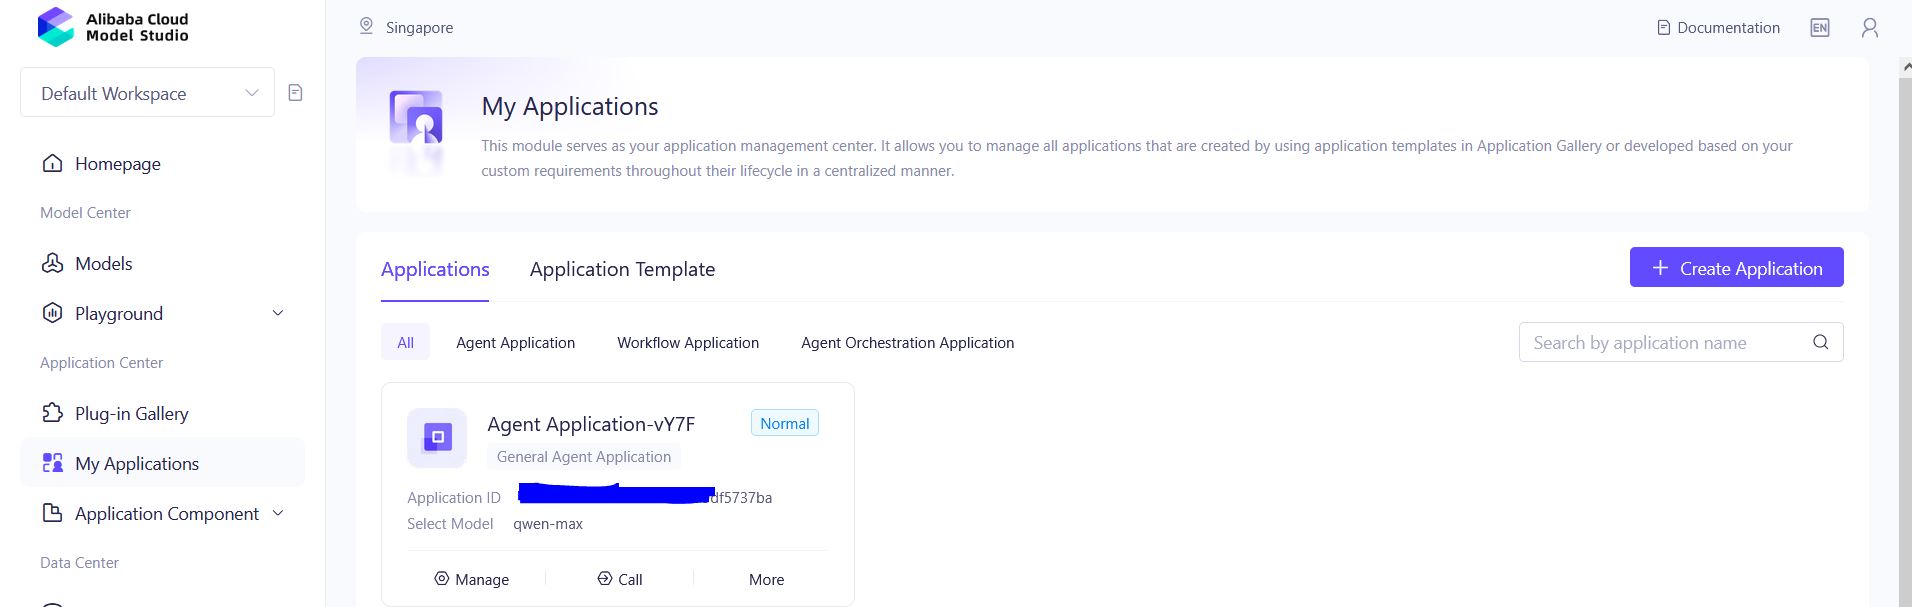 Alibaba Cloud
Model Studio
Default Workspace
Homepage
Model Center
Models
Playground
Application Center
Plug-in Gallery
My Applications
Application Component
Data Center
Singapore
Documentation
EN
My Applications
This module serves as your application management center. It allows you to manage all applications that are created by using application templates in Application Gallery or developed based on your
custom requirements throughout their lifecycle in a centralized manner.
Applications
Application Template
+ Create Application
All
Agent Application
Workflow Application
Agent Orchestration Application
Search by application name
Agent Application-vY7F
Normal
General Agent Application
Application ID df5737ba
Select Model qwen-max
Manage
Call
More